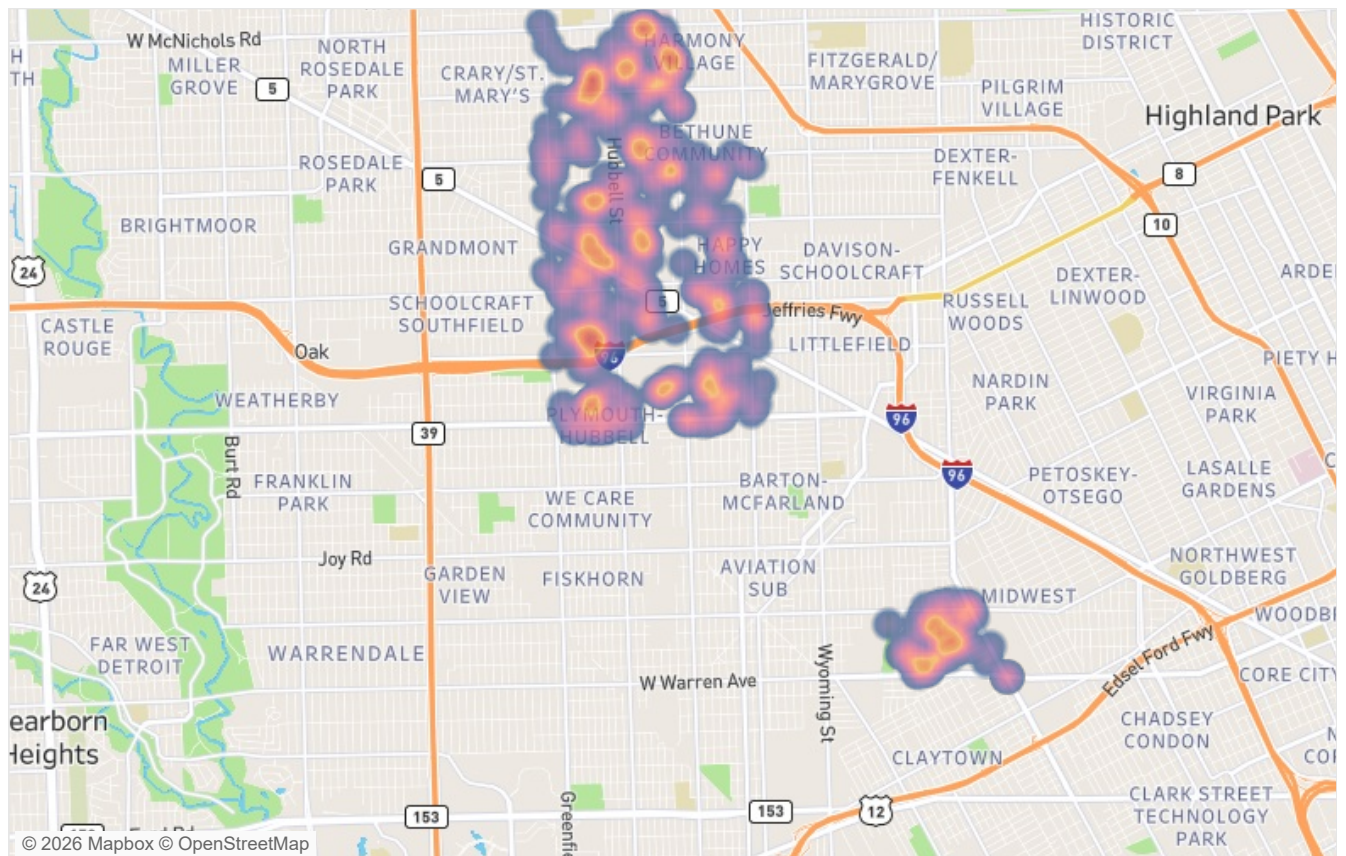 HISTORIC
DISTRICT
W McNichols Rd
NORTH
ROSEDALE
PARK
HARMONY
VILLAGE
H
TH
MILLER
GROVE
5
CRARY/ST.
MARY'S
FITZGERALD/
MARYGROVE
PILGRIM
VILLAGE
Highland Park
BETHUNE
COMMUNITY
Hubbell St
ROSEDALE
PARK
5
DEXTER-
FENKELL
8
BRIGHTMOOR
10
GRANDMONT
HAPPY
HOMES
DAVISON-
SCHOOLCRAFT
24
DEXTER-
LINWOOD
ARDE
SCHOOLCRAFT
SOUTHFIELD
5
Jeffries Fwy
RUSSELL
WOODS
CASTLE
ROUGE
Oak
96
LITTLEFIELD
PIETY H
WEATHERBY
NARDIN
PARK
VIRGINIA
PARK
PLYMOUTH-
HUBBELL
39
96
Burt Rd
FRANKLIN
PARK
WE CARE
COMMUNITY
BARTON-
MCFARLAND
96
PETOSKEY-
OTSEGO
LASALLE
GARDENS
C
Joy Rd
24
GARDEN
VIEW
FISKHORN
AVIATION
SUB
MIDWEST
NORTHWEST
GOLDBERG
WOODBR
FAR WEST
DETROIT
WARRENDALE
Wyoming St
Edsel Ford Fwy
W Warren Ave
CORE CITY
earborn
Heights
CHADSEY
CONDON
N
COR
CLAYTOWN
Greenfie
153
153
12
CLARK STREET
TECHNOLOGY
PARK
© 2026 Mapbox © OpenStreetMap